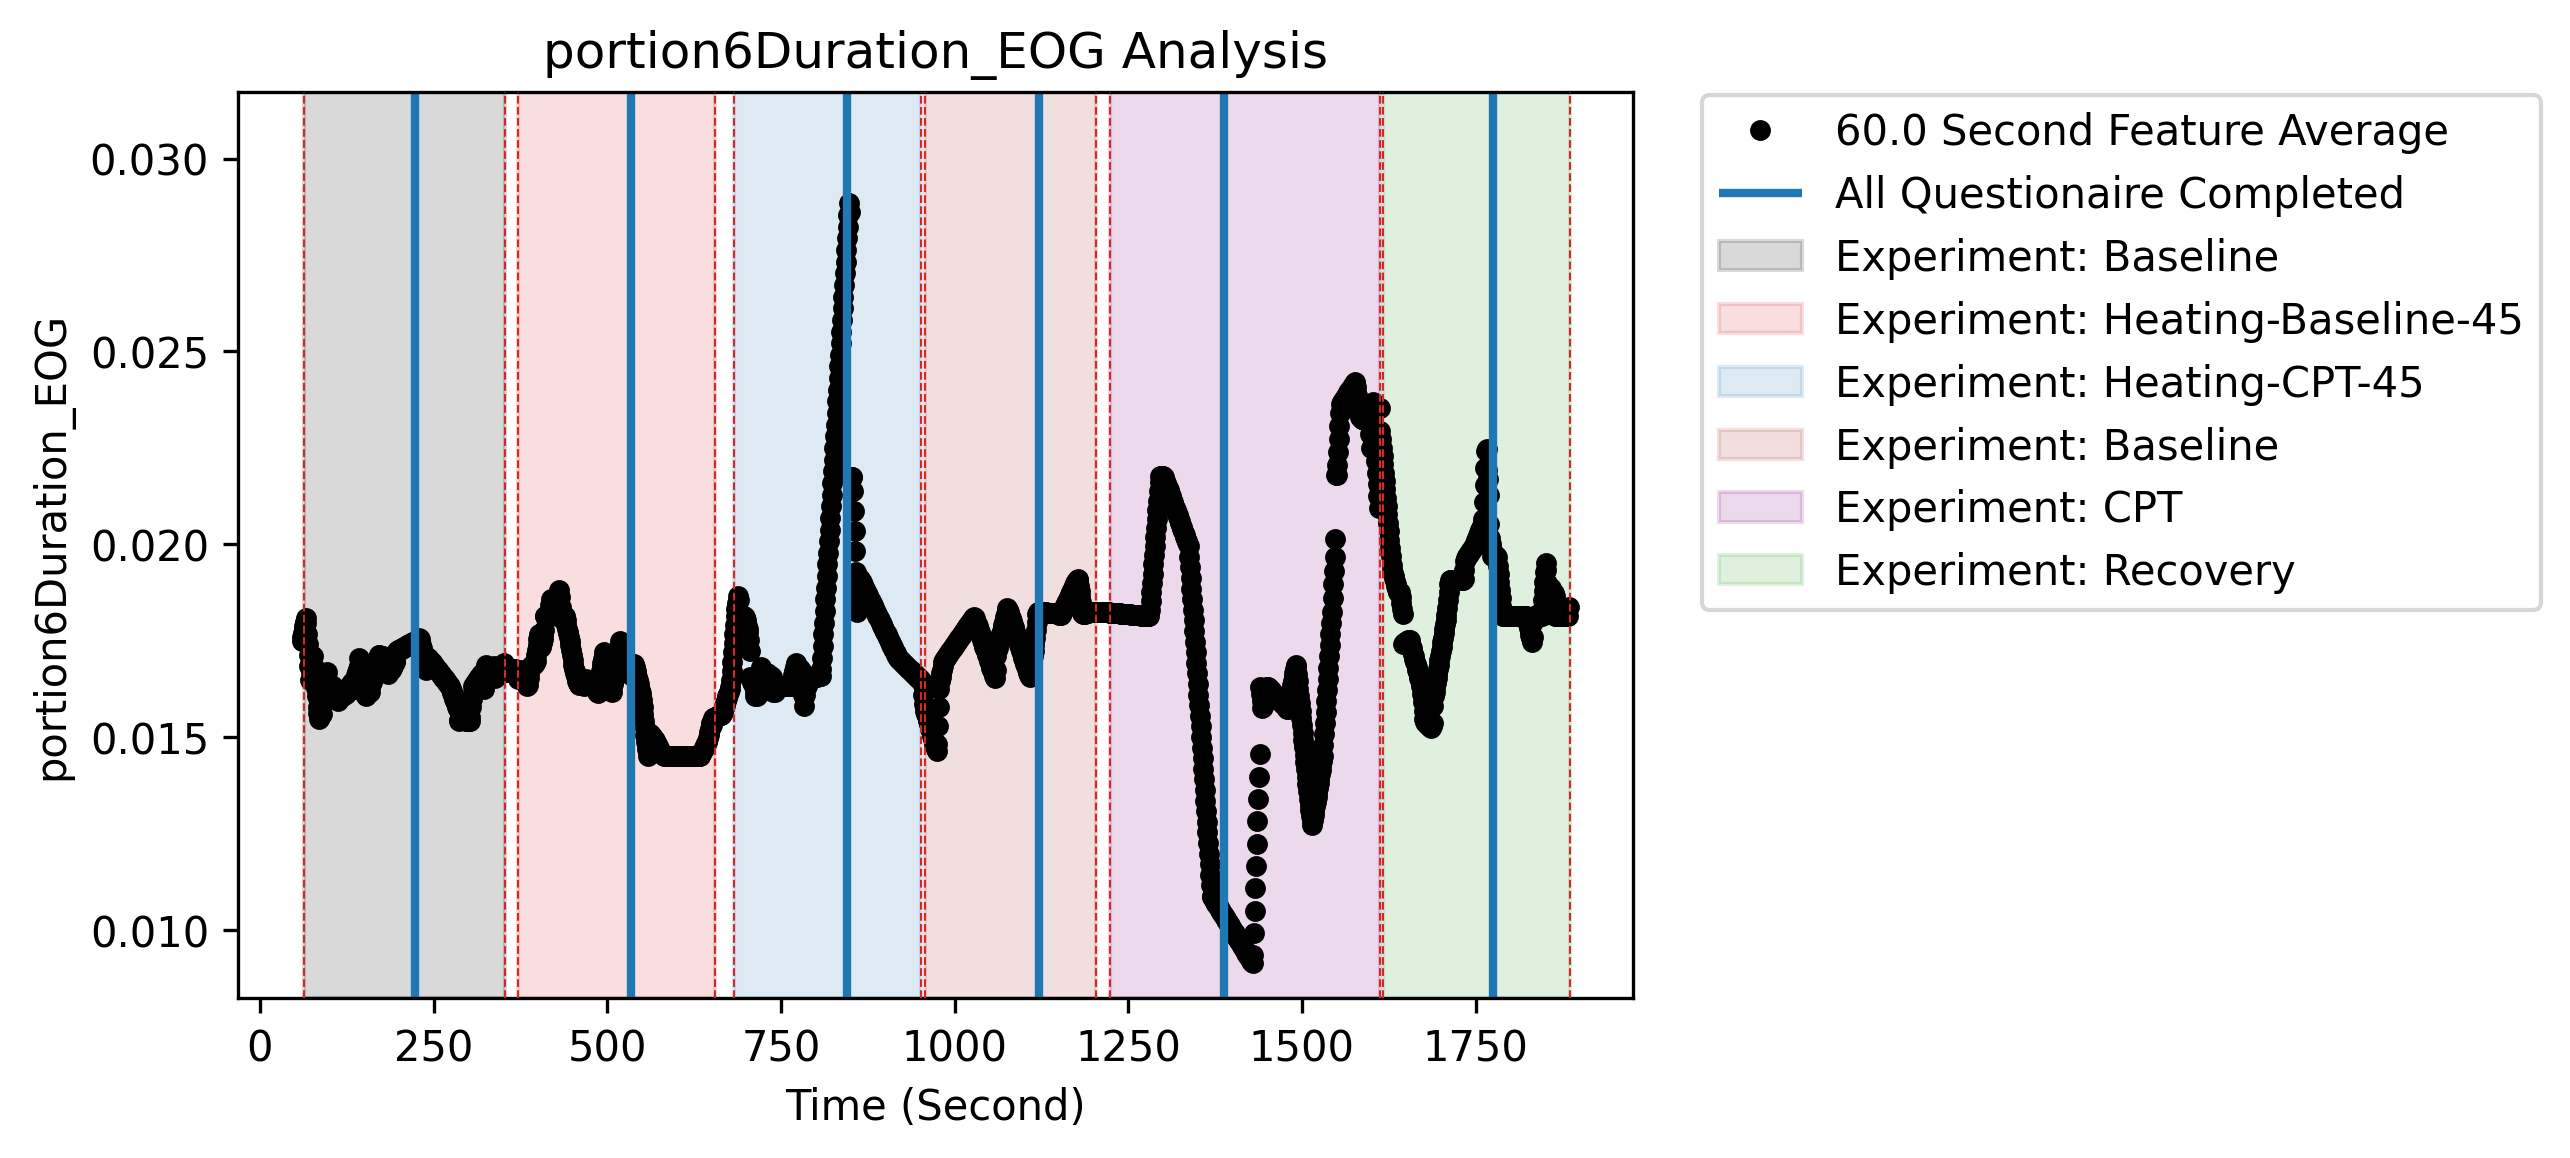 portion6Duration_EOG Analysis
portion6Duration_EOG
0.030
0.025
0.020
0.015
0.010
0
250
500
750
1000
1250
1500
1750
Time (Second)
60.0 Second Feature Average
All Questionaire Completed
Experiment: Baseline
Experiment: Heating-Baseline-45
Experiment: Heating-CPT-45
Experiment: Baseline
Experiment: CPT
Experiment: Recovery